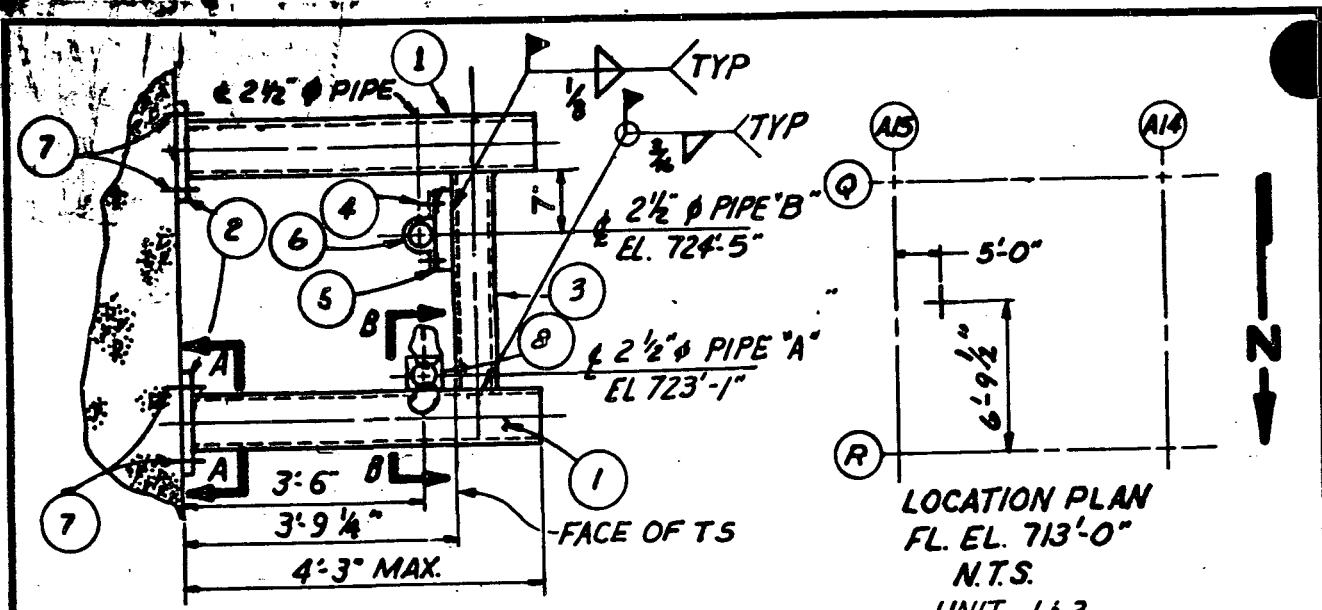 1
TYP
℄ 2½" φ PIPE
1/8
TYP
3/16
7
A15
A14
Q
4
7"
2
6
℄ 2½" φ PIPE "B"
EL. 724'-5"
5'-0"
5
3
B
8
℄ 2½" φ PIPE "A"
EL 723'-1"
6'-9½"
N
A
R
A
B
1
3'-6"
7
3'-9¼"
-FACE OF TS
4'-3" MAX.
LOCATION PLAN
FL. EL. 713'-0"
N.T.S.